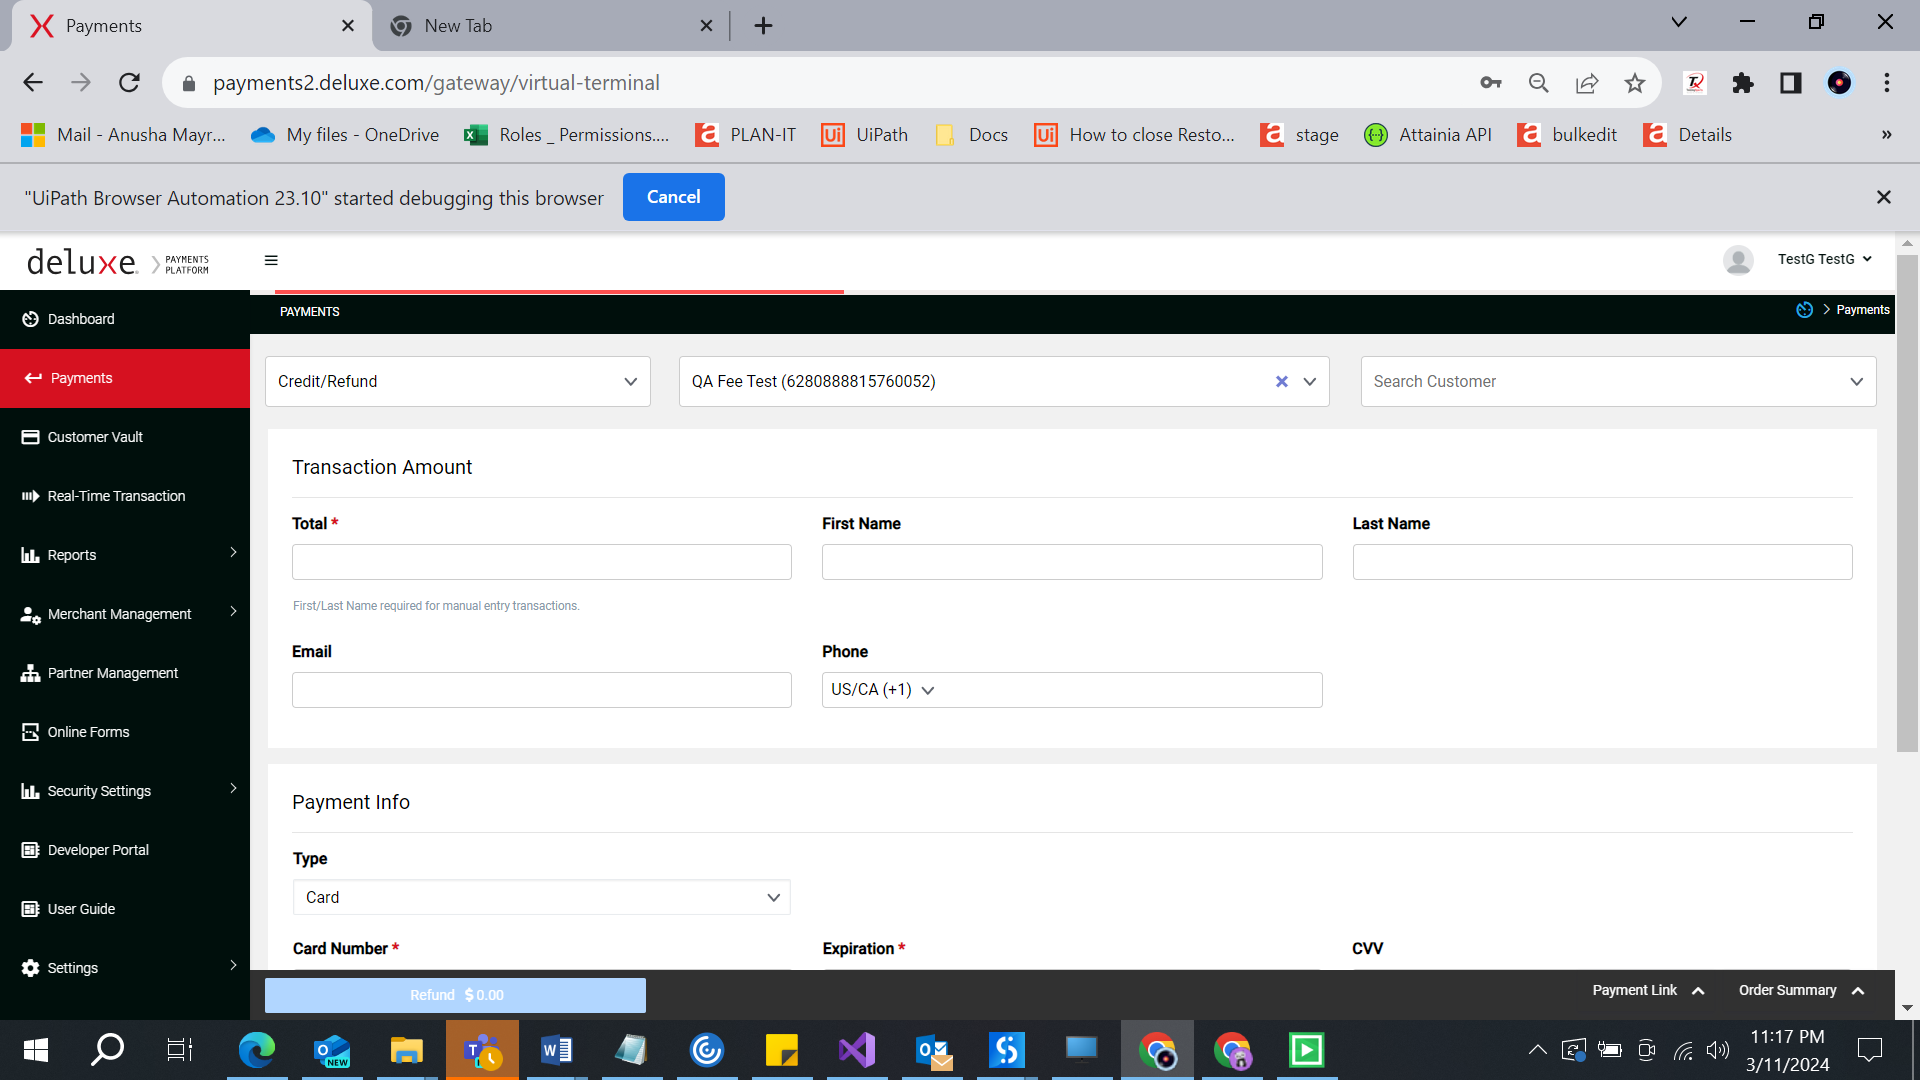 Payments
New Tab
payments2.deluxe.com/gateway/virtual-terminal
Mail - Anusha Mayr...
My files - OneDrive
Roles _ Permissions....
PLAN-IT
UiPath
Docs
How to close Resto...
stage
Attainia API
bulkedit
Details
»
"UiPath Browser Automation 23.10" started debugging this browser
Cancel
deluxe.
PAYMENTS
PLATFORM
TestG TestG
Dashboard
Payments
Customer Vault
Real-Time Transaction
Reports
Merchant Management
Partner Management
Online Forms
Security Settings
Developer Portal
User Guide
Settings
PAYMENTS
Payments
Credit/Refund
QA Fee Test (6280888815760052)
Search Customer
Transaction Amount
Total *
First Name
Last Name
First/Last Name required for manual entry transactions.
Email
Phone
US/CA (+1)
Payment Info
Type
Card
Card Number *
Expiration *
CVV
Refund $ 0.00
Payment Link
Order Summary
NEW
11:17 PM
3/11/2024